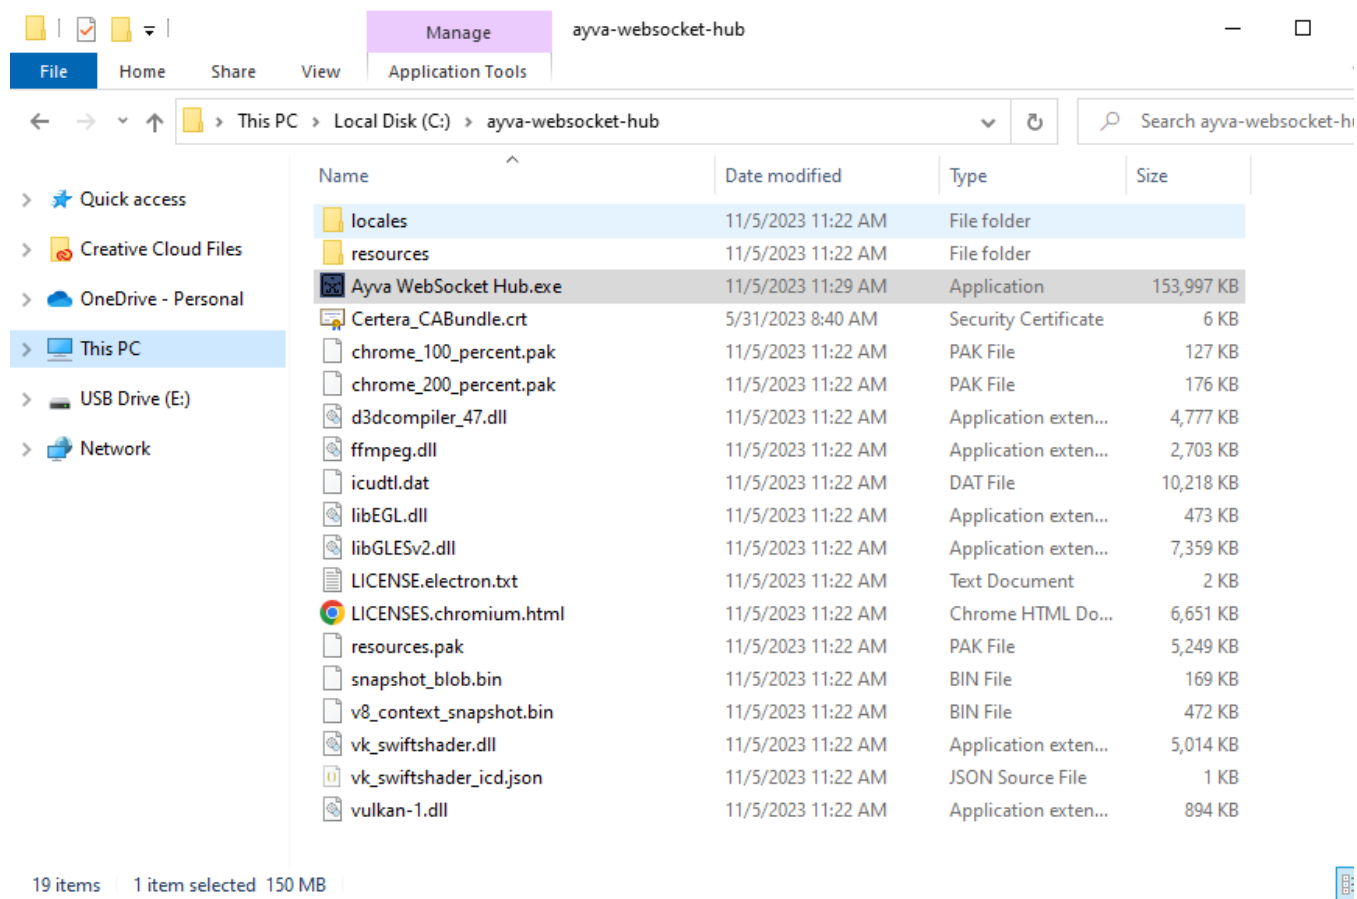 Manage
ayva-websocket-hub
File Home Share View Application Tools
This PC Local Disk (C:) ayva-websocket-hub
Search ayva-websocket-h
Name Date modified Type Size
Quick access
Creative Cloud Files
OneDrive - Personal
This PC
USB Drive (E:)
Network
locales 11/5/2023 11:22 AM File folder
resources 11/5/2023 11:22 AM File folder
Ayva WebSocket Hub.exe 11/5/2023 11:29 AM Application 153,997 KB
Certera_CABundle.crt 5/31/2023 8:40 AM Security Certificate 6 KB
chrome_100_percent.pak 11/5/2023 11:22 AM PAK File 127 KB
chrome_200_percent.pak 11/5/2023 11:22 AM PAK File 176 KB
d3dcompiler_47.dll 11/5/2023 11:22 AM Application exten... 4,777 KB
ffmpeg.dll 11/5/2023 11:22 AM Application exten... 2,703 KB
icudtl.dat 11/5/2023 11:22 AM DAT File 10,218 KB
libEGL.dll 11/5/2023 11:22 AM Application exten... 473 KB
libGLESv2.dll 11/5/2023 11:22 AM Application exten... 7,359 KB
LICENSE.electron.txt 11/5/2023 11:22 AM Text Document 2 KB
LICENSES.chromium.html 11/5/2023 11:22 AM Chrome HTML Do... 6,651 KB
resources.pak 11/5/2023 11:22 AM PAK File 5,249 KB
snapshot_blob.bin 11/5/2023 11:22 AM BIN File 169 KB
v8_context_snapshot.bin 11/5/2023 11:22 AM BIN File 472 KB
vk_swiftshader.dll 11/5/2023 11:22 AM Application exten... 5,014 KB
vk_swiftshader_icd.json 11/5/2023 11:22 AM JSON Source File 1 KB
vulkan-1.dll 11/5/2023 11:22 AM Application exten... 894 KB
19 items 1 item selected 150 MB